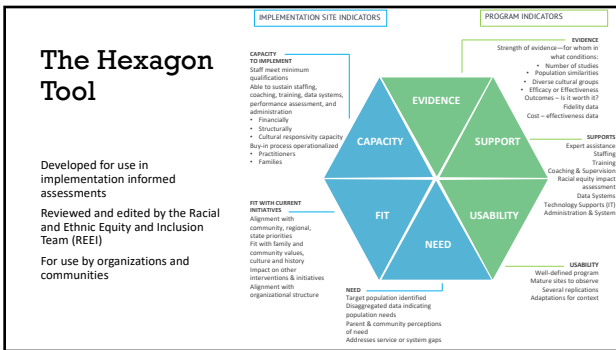 The Hexagon
Tool
Developed for use in
implementation informed
assessments
Reviewed and edited by the Racial
and Ethnic Equity and Inclusion
Team (REEI)
For use by organizations and
communities
IMPLEMENTATION SITE INDICATORS
CAPACITY
TO IMPLEMENT
Staff meet minimum
qualifications
Able to sustain staffing,
coaching, training, data systems,
performance assessment, and
administration
• Financially
• Structurally
• Cultural responsivity capacity
Buy-in process operationalized
• Practitioners
• Families
FIT WITH CURRENT
INITIATIVES
Alignment with
community, regional,
state priorities
Fit with family and
community values,
culture and history
Impact on other
interventions & initiatives
Alignment with
organizational structure
NEED
Target population identified
Disaggregated data indicating
population needs
Parent & community perceptions
of need
Addresses service or system gaps
EVIDENCE
SUPPORT
USABILITY
NEED
FIT
CAPACITY
PROGRAM INDICATORS
EVIDENCE
Strength of evidence—for whom in
what conditions:
• Number of studies
• Population similarities
• Diverse cultural groups
• Efficacy or Effectiveness
Outcomes – Is it worth it?
Fidelity data
Cost – effectiveness data
SUPPORTS
Expert assistance
Staffing
Training
Coaching & Supervision
Racial equity impact
assessment
Data Systems
Technology Supports (IT)
Administration & System
USABILITY
Well-defined program
Mature sites to observe
Several replications
Adaptations for context